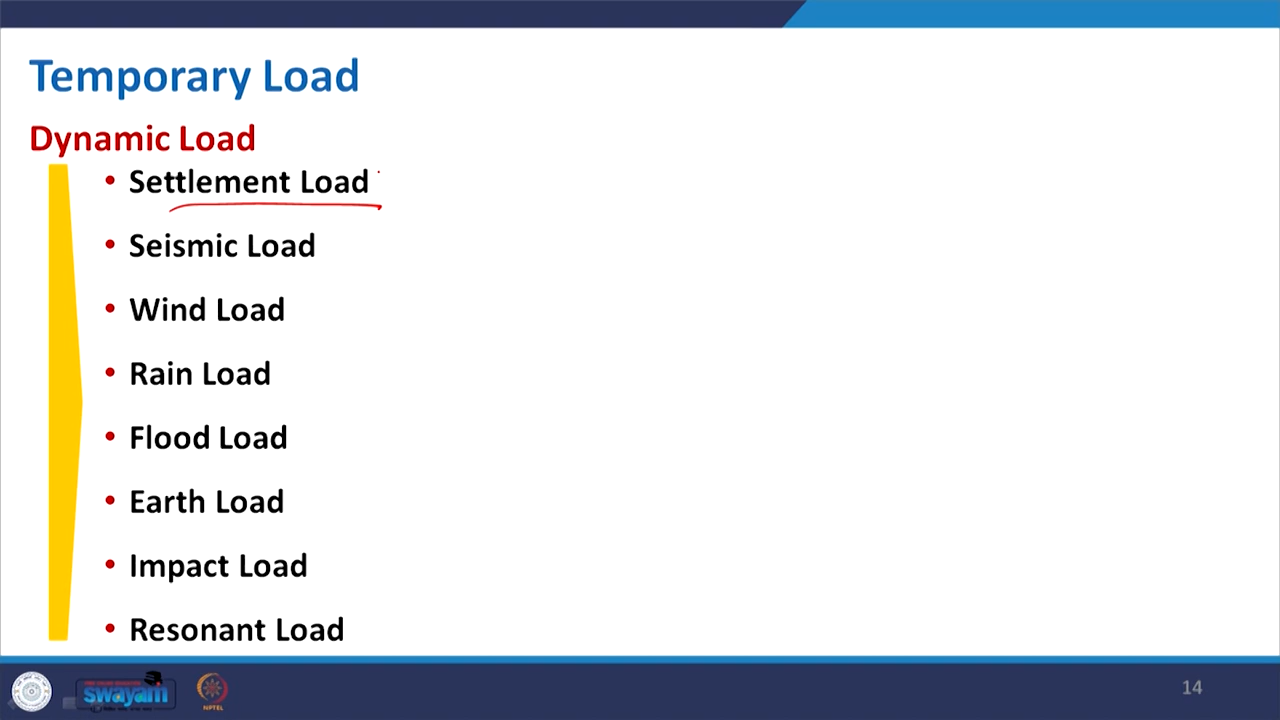 Temporary Load
Dynamic Load
• Settlement Load
• Seismic Load
• Wind Load
• Rain Load
• Flood Load
• Earth Load
• Impact Load
• Resonant Load
swayam
NPTEL
14